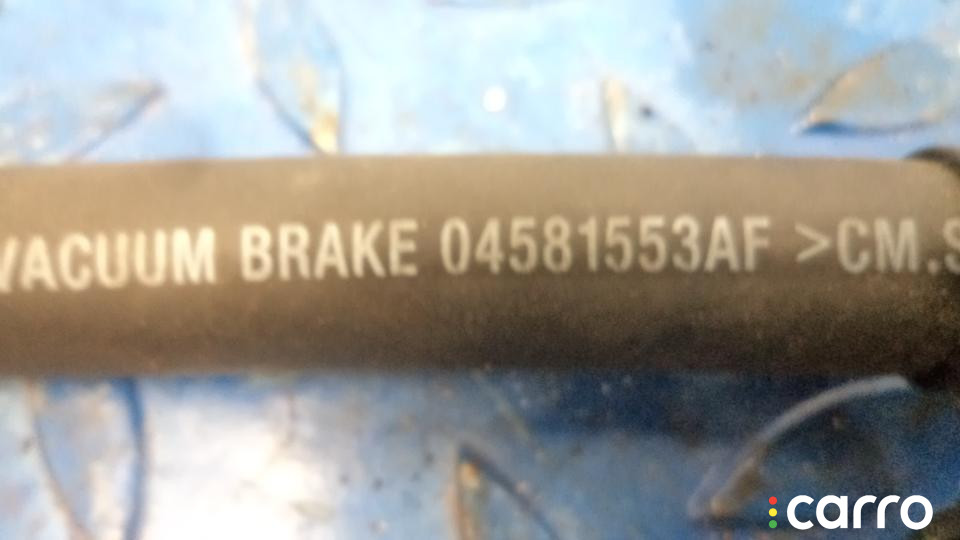 VACUUM BRAKE 04581553AF >CM.S
carro